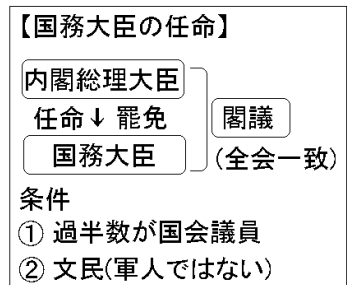 【国務大臣の任命】
内閣総理大臣
任命↓罷免 閣議
国務大臣 (全会一致)
条件
① 過半数が国会議員
② 文民(軍人ではない)